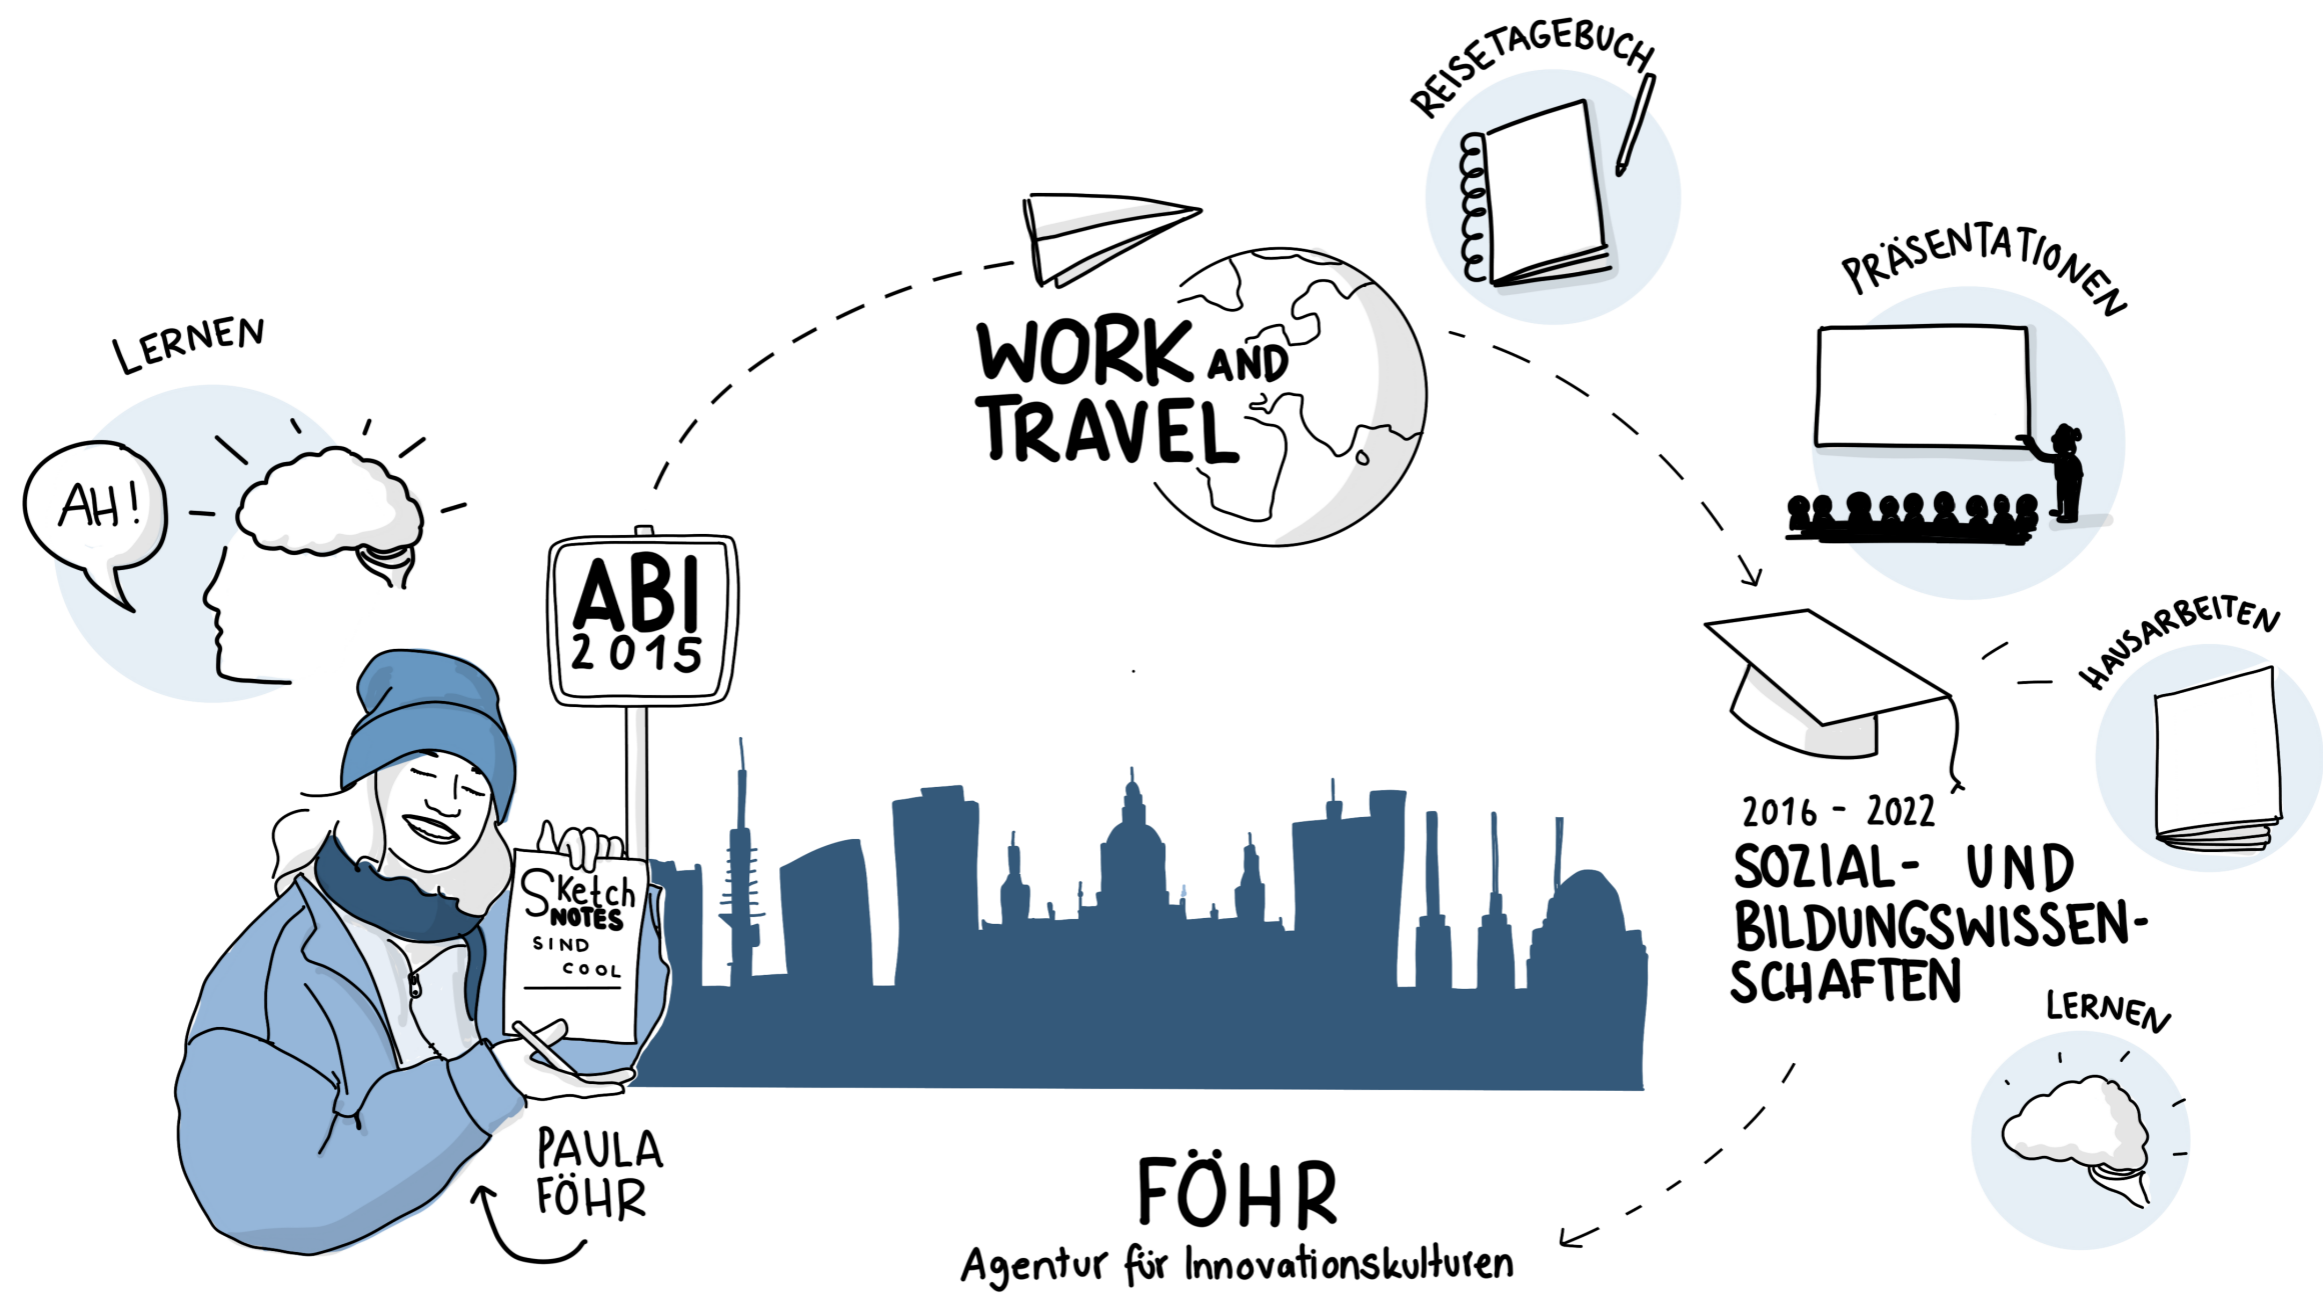 LERNEN
AH!
ABI
2015
WORK AND
TRAVEL
REISETAGEBUCH
PRÄSENTATIONEN
HAUSARBEITEN
2016 - 2022
SOZIAL- UND
BILDUNGSWISSEN-
SCHAFTEN
LERNEN
SKetch
NOTES
SIND
COOL
PAULA
FÖHR
FÖHR
Agentur für Innovationskulturen